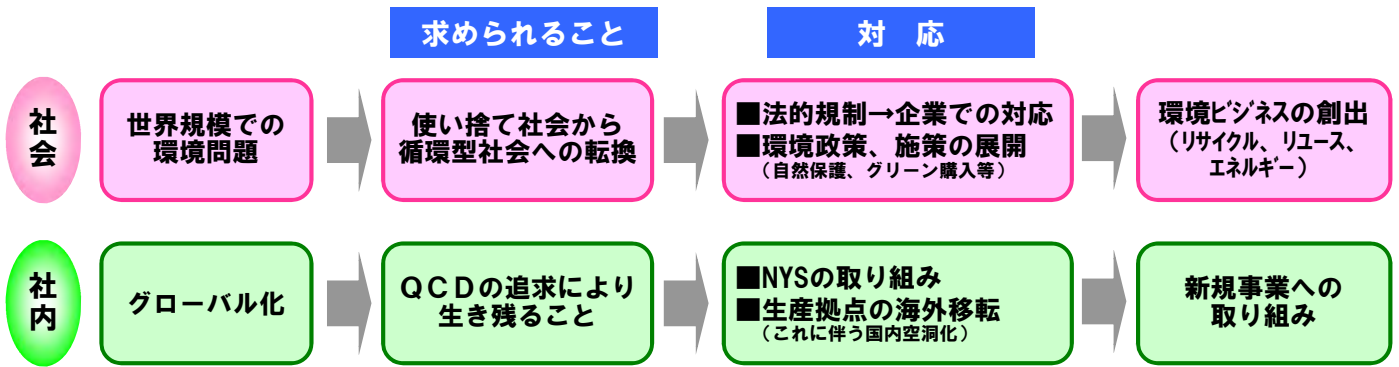 求められること
対　応
社会
世界規模での
環境問題
使い捨て社会から
循環型社会への転換
■法的規制→企業での対応
■環境政策、施策の展開
（自然保護、グリーン購入等）
環境ﾋﾞｼﾞﾈｽの創出
（ﾘｻｲｸﾙ、ﾘﾕｰｽ、
ｴﾈﾙｷﾞｰ）
社内
グローバル化
ＱＣＤの追求により
生き残ること
■NYSの取り組み
■生産拠点の海外移転
（これに伴う国内空洞化）
新規事業への
取り組み